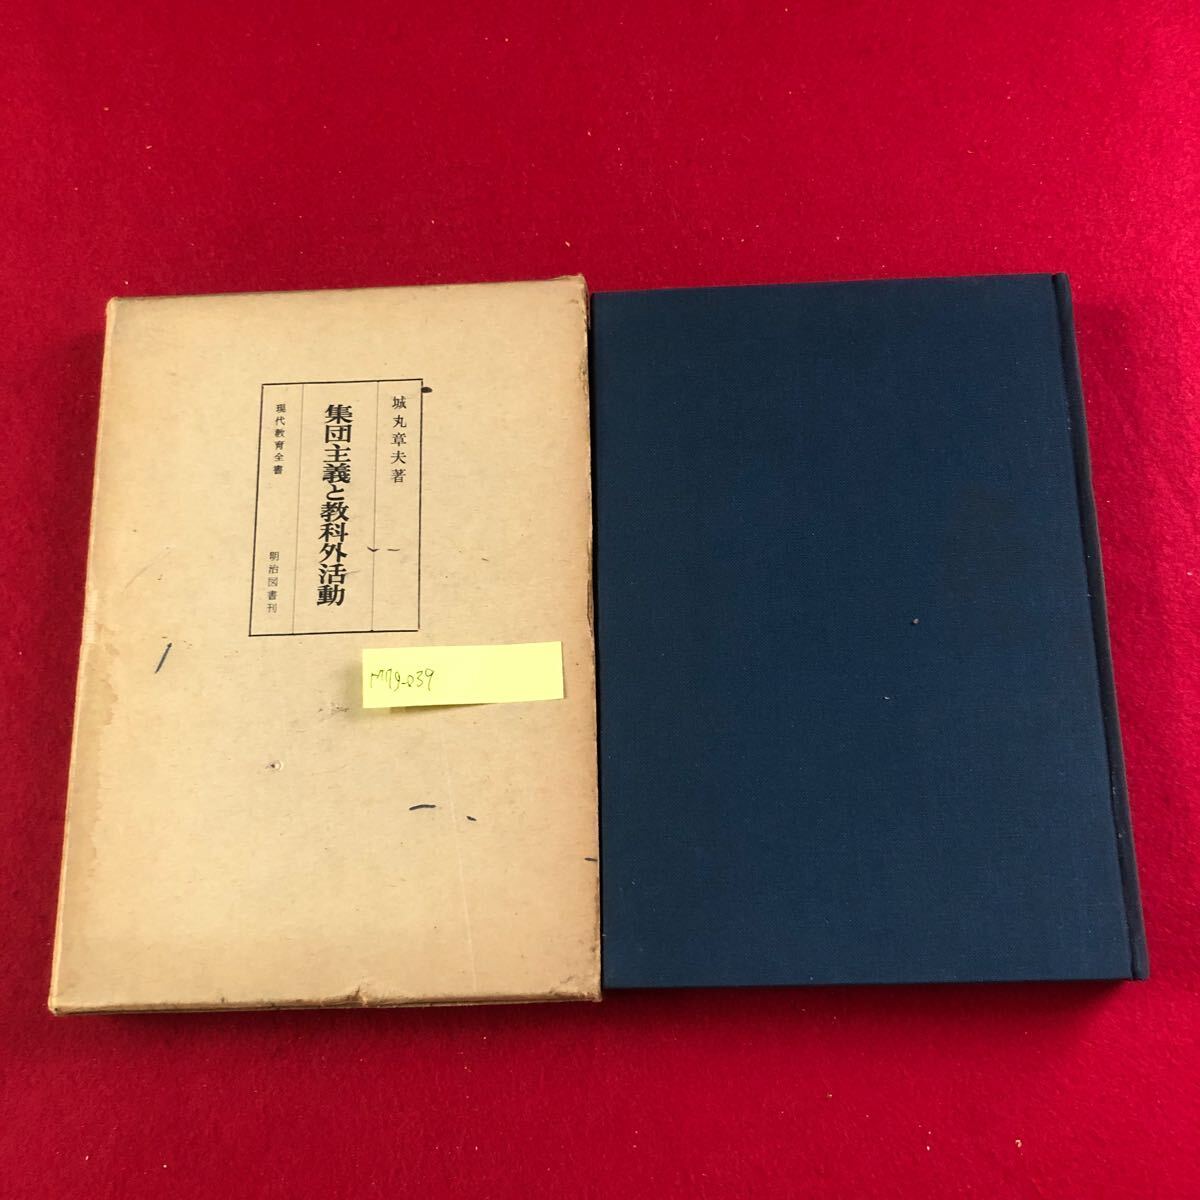 城丸章夫著
集団主義と教科外活動
現代教育全書
明治図書刊
M79-039